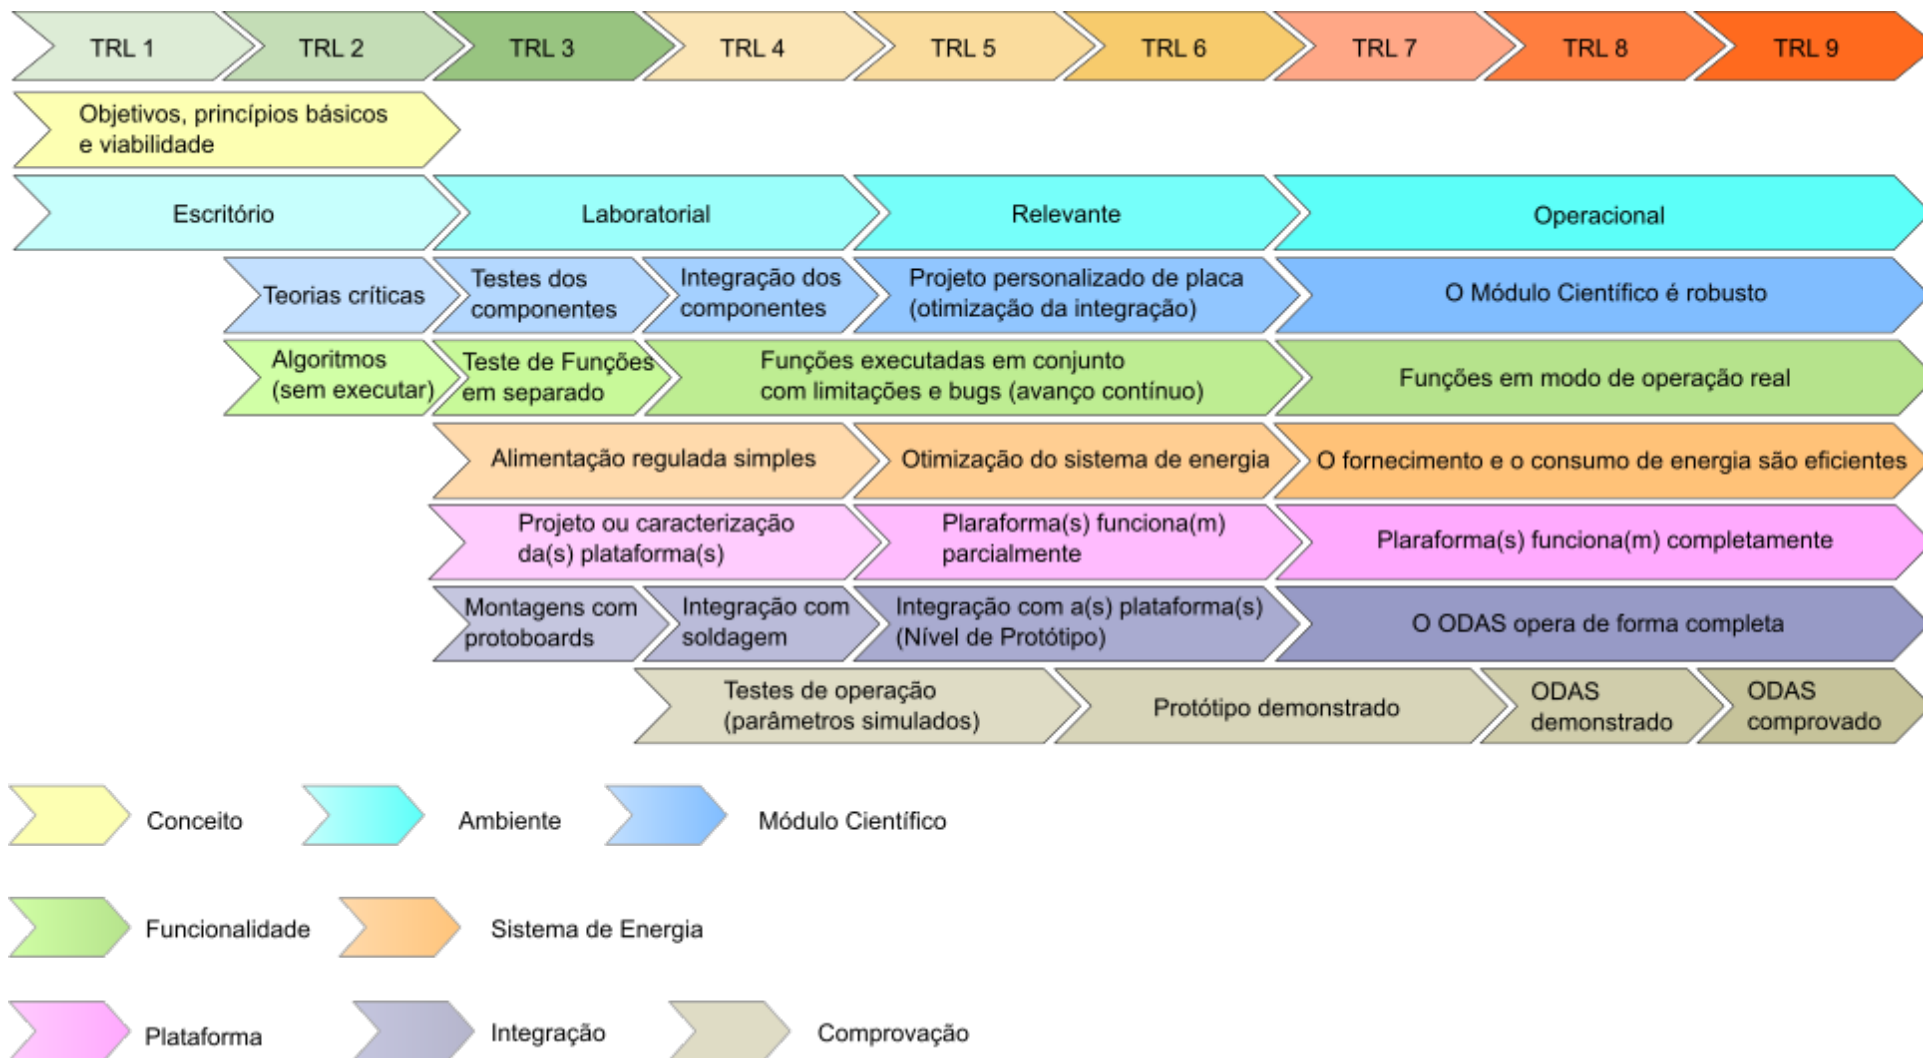 TRL 1
TRL 2
TRL 3
TRL 4
TRL 5
TRL 6
TRL 7
TRL 8
TRL 9
Objetivos, princípios básicos
e viabilidade
Escritório
Laboratorial
Relevante
Operacional
Teorias críticas
Testes dos
componentes
Integração dos
componentes
Projeto personalizado de placa
(otimização da integração)
O Módulo Científico é robusto
Algoritmos
(sem executar)
Teste de Funções
em separado
Funções executadas em conjunto
com limitações e bugs (avanço contínuo)
Funções em modo de operação real
Alimentação regulada simples
Otimização do sistema de energia
O fornecimento e o consumo de energia são eficientes
Projeto ou caracterização
da(s) plataforma(s)
Plaraforma(s) funciona(m)
parcialmente
Plaraforma(s) funciona(m) completamente
Montagens com
protoboards
Integração com
soldagem
Integração com a(s) plataforma(s)
(Nível de Protótipo)
O ODAS opera de forma completa
Testes de operação
(parâmetros simulados)
Protótipo demonstrado
ODAS
demonstrado
ODAS
comprovado
Conceito
Ambiente
Módulo Científico
Funcionalidade
Sistema de Energia
Plataforma
Integração
Comprovação